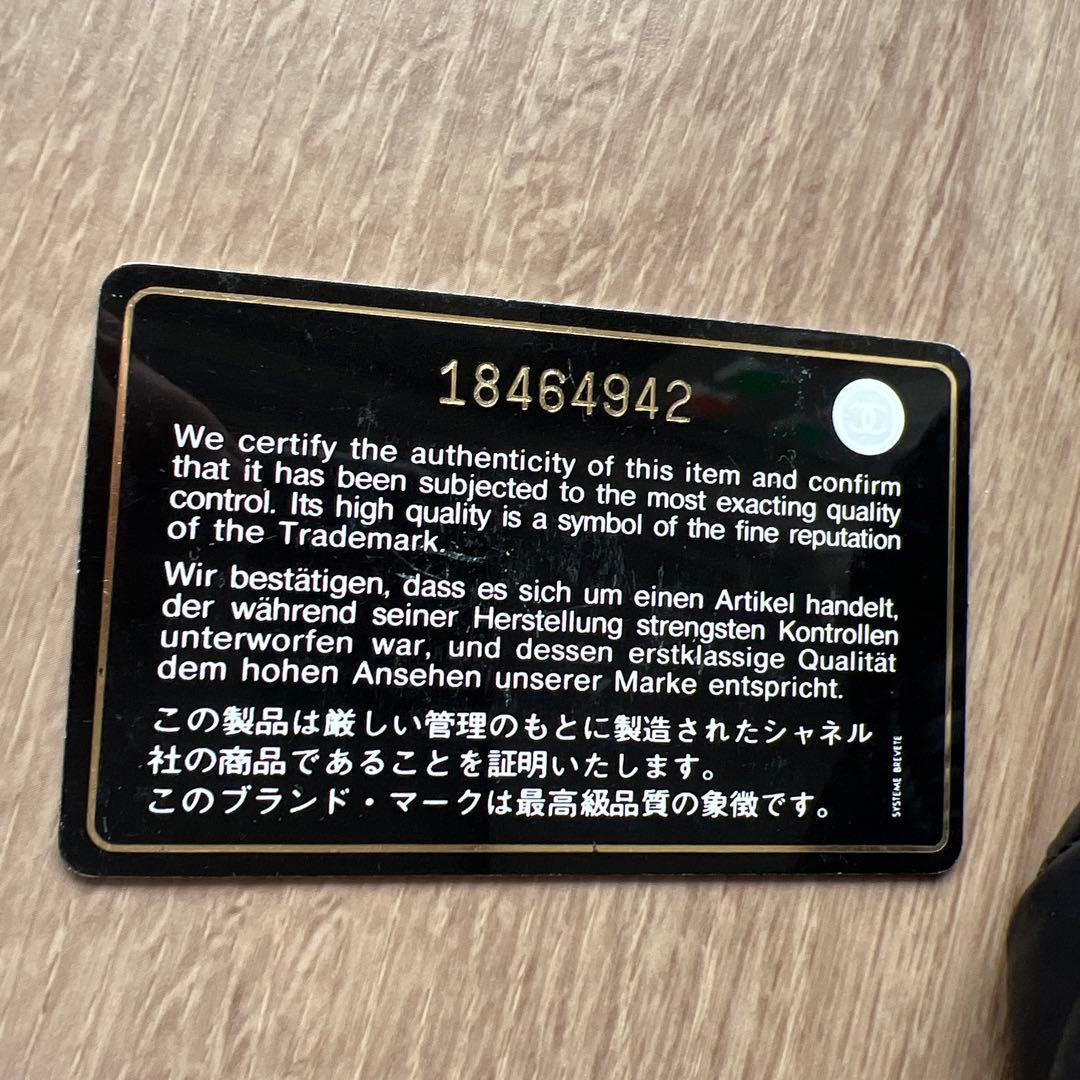 18464942
We certify the authenticity of this item and confirm
that it has been subjected to the most exacting quality
control. Its high quality is a symbol of the fine reputation
of the Trademark.
Wir bestätigen, dass es sich um einen Artikel handelt,
der während seiner Herstellung strengsten Kontrollen
unterworfen war, und dessen erstklassige Qualität
dem hohen Ansehen unserer Marke entspricht.
この製品は厳しい管理のもとに製造されたシャネル
社の商品であることを証明いたします。
このブランド・マークは最高級品質の象徴です。
SYSTEME BREVETE